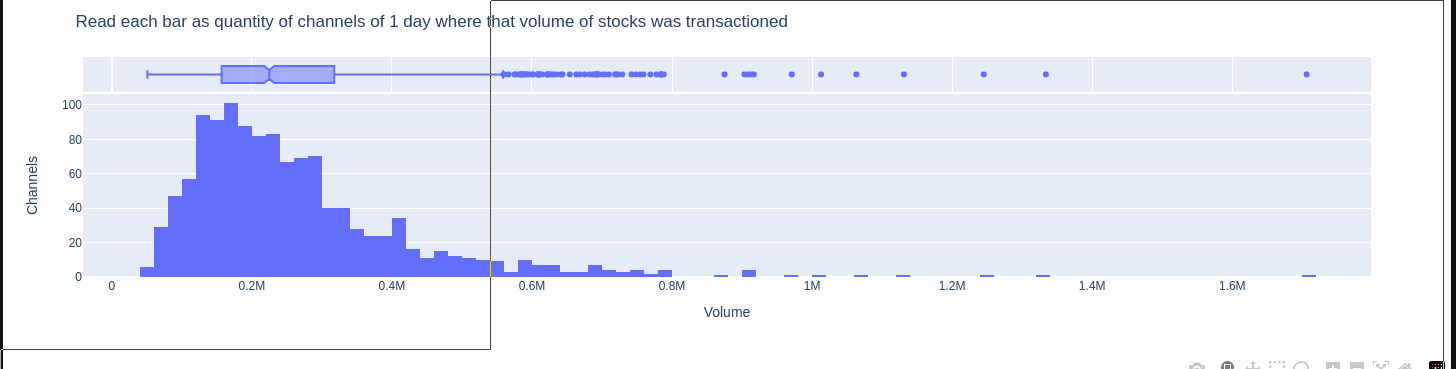 Read each bar as quantity of channels of 1 day where that volume of stocks was transactioned
100
80
60
40
20
0
Channels
0 0.2M 0.4M 0.6M 0.8M 1M 1.2M 1.4M 1.6M
Volume